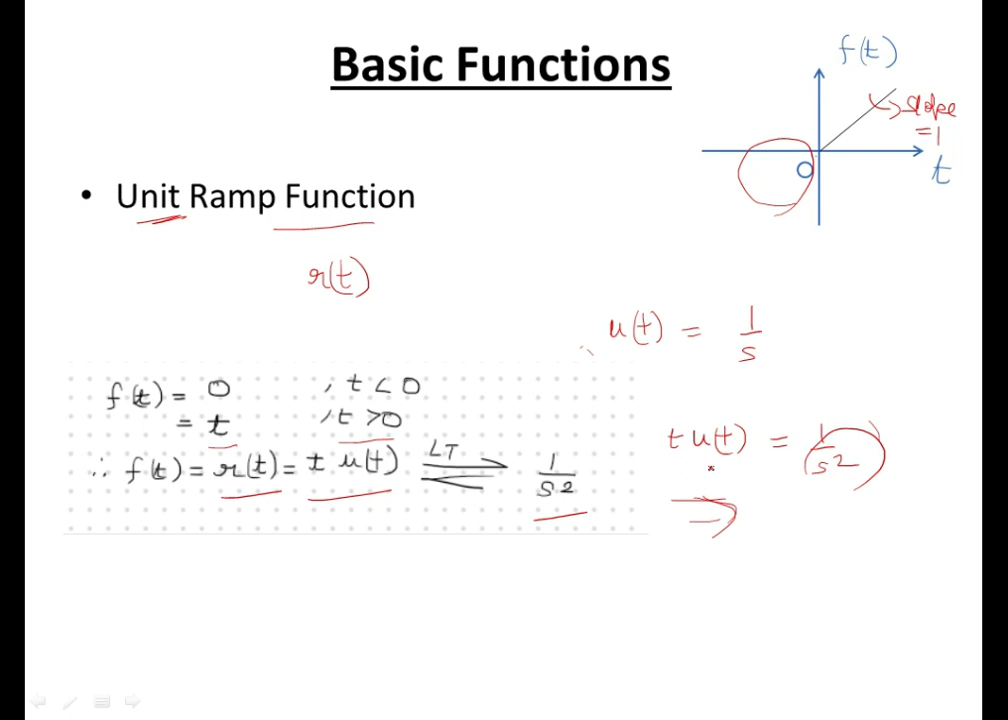 Basic Functions
f(t)
slope
=1
0
t
• Unit Ramp Function
r(t)
u(t) = 1/s
f(t) = 0 , t < 0
= t , t > 0
∴ f(t) = r(t) = t u(t) LT ⇌ 1/s2
t u(t) = 1/s2